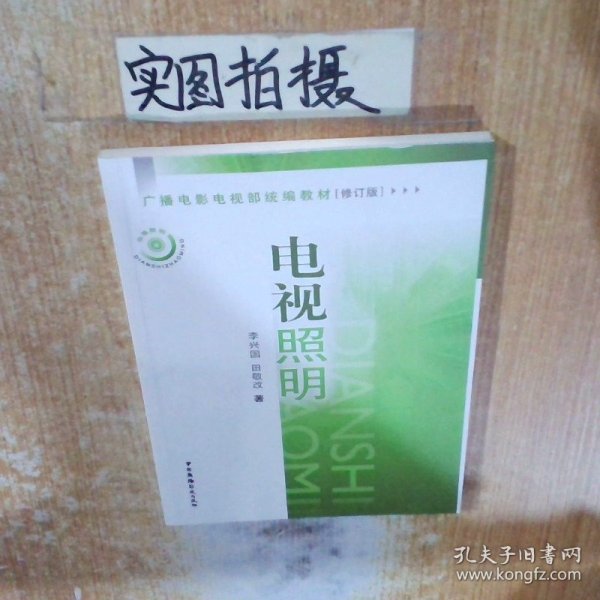 实图拍摄
广播电影电视部统编教材［修订版］
DIANSHIZHAOMING
电视照明
李兴国 田敬改 著
DIANSHI
AOMI
孔夫子旧书网
www.kongfz.com